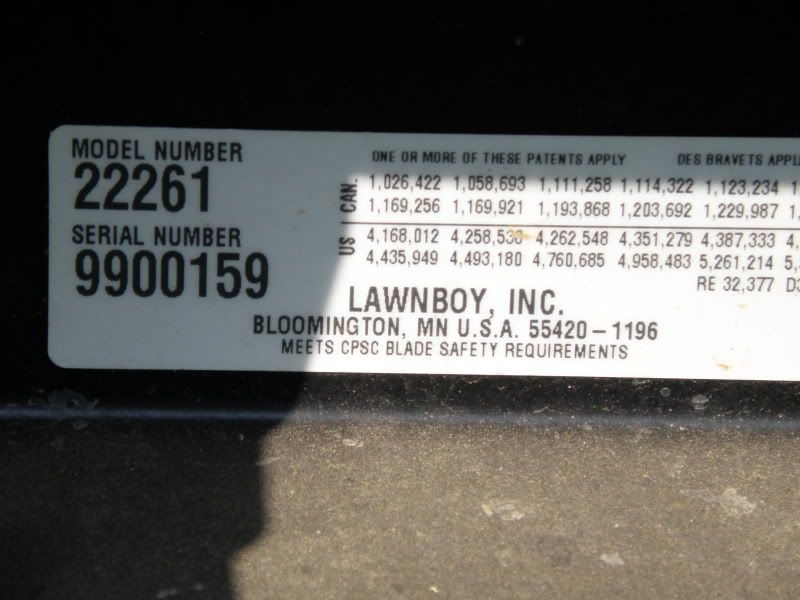 MODEL NUMBER
22261
SERIAL NUMBER
9900159
ONE OR MORE OF THESE PATENTS APPLY DES BRAVETS
CAN. 1,026,422 1,058,693 1,111,258 1,114,322 1,123,234
1,169,256 1,169,921 1,193,868 1,203,692 1,229,987
US 4,168,012 4,258,538 4,262,548 4,351,279 4,387,333
4,435,949 4,493,180 4,760,685 4,958,483 5,261,214
RE 32,377
LAWNBOY, INC.
BLOOMINGTON, MN U.S.A. 55420-1196
MEETS CPSC BLADE SAFETY REQUIREMENTS